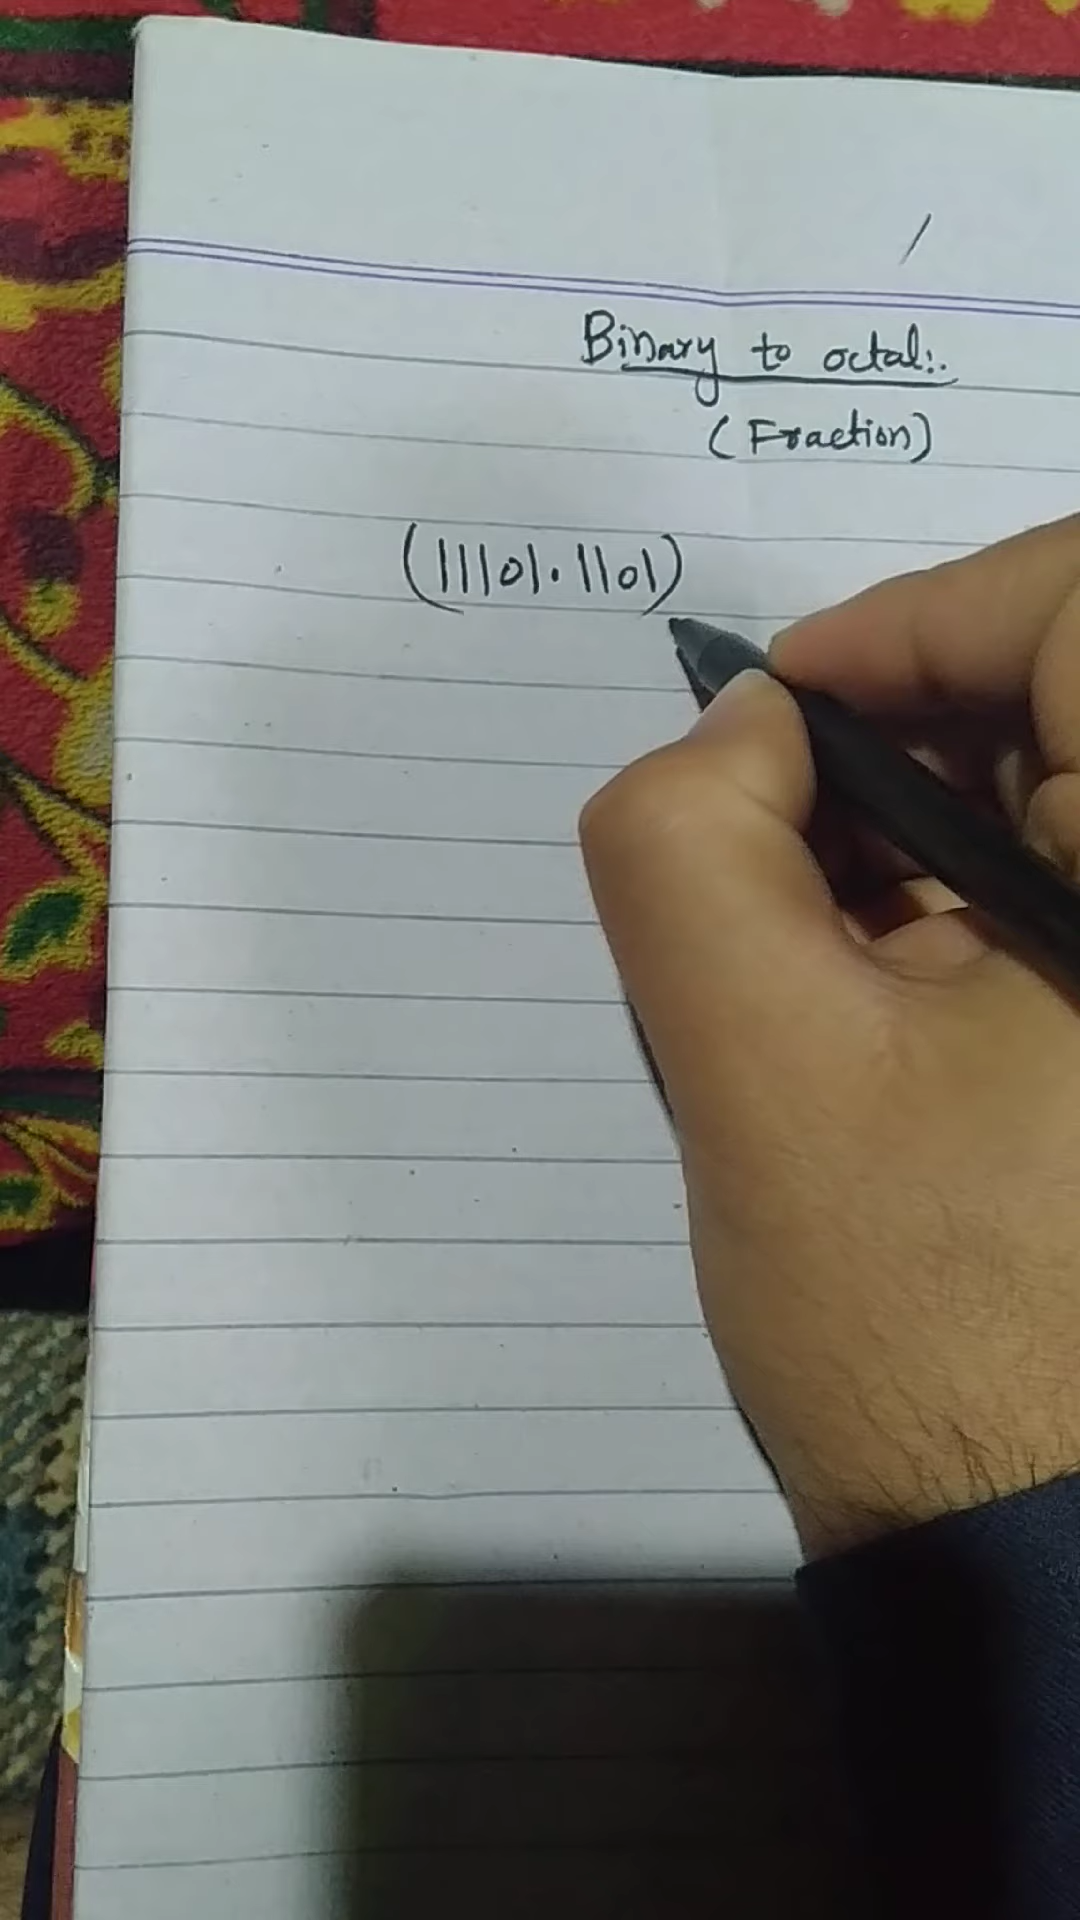 Binary to octal:.
(Fraction)
(11101.1101)